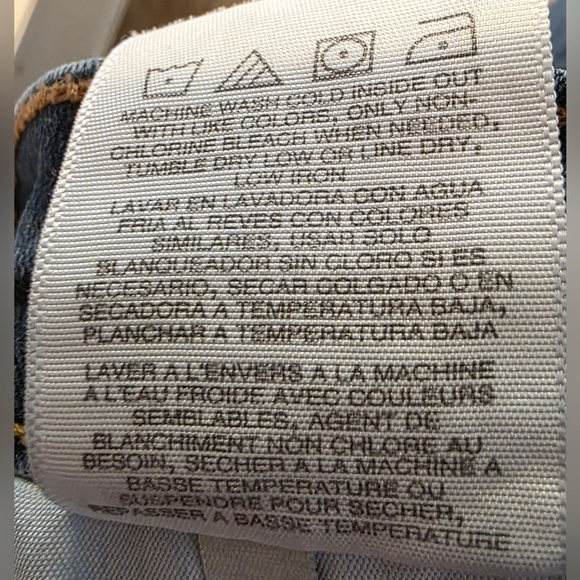 MACHINE WASH COLD INSIDE OUT
WITH LIKE COLORS, ONLY NON-
CHLORINE BLEACH WHEN NEEDED,
TUMBLE DRY LOW OR LINE DRY,
LOW IRON
LAVAR EN LAVADORA CON AGUA
FRIA AL REVES CON COLORES
SIMILARES, USAR SOLO
BLANQUEADOR SIN CLORO SI ES
NECESARIO, SECAR COLGADO O EN
SECADORA A TEMPERATURA BAJA,
PLANCHAR A TEMPERATURA BAJA
LAVER A L'ENVERS A LA MACHINE
A L'EAU FROIDE AVEC COULEURS
SEMBLABLES, AGENT DE
BLANCHIMENT NON CHLORE AU
BESOIN, SECHER A LA MACHINE A
BASSE TEMPERATURE OU
SUSPENDRE POUR SECHER,
REPASSER A BASSE TEMPERATURE